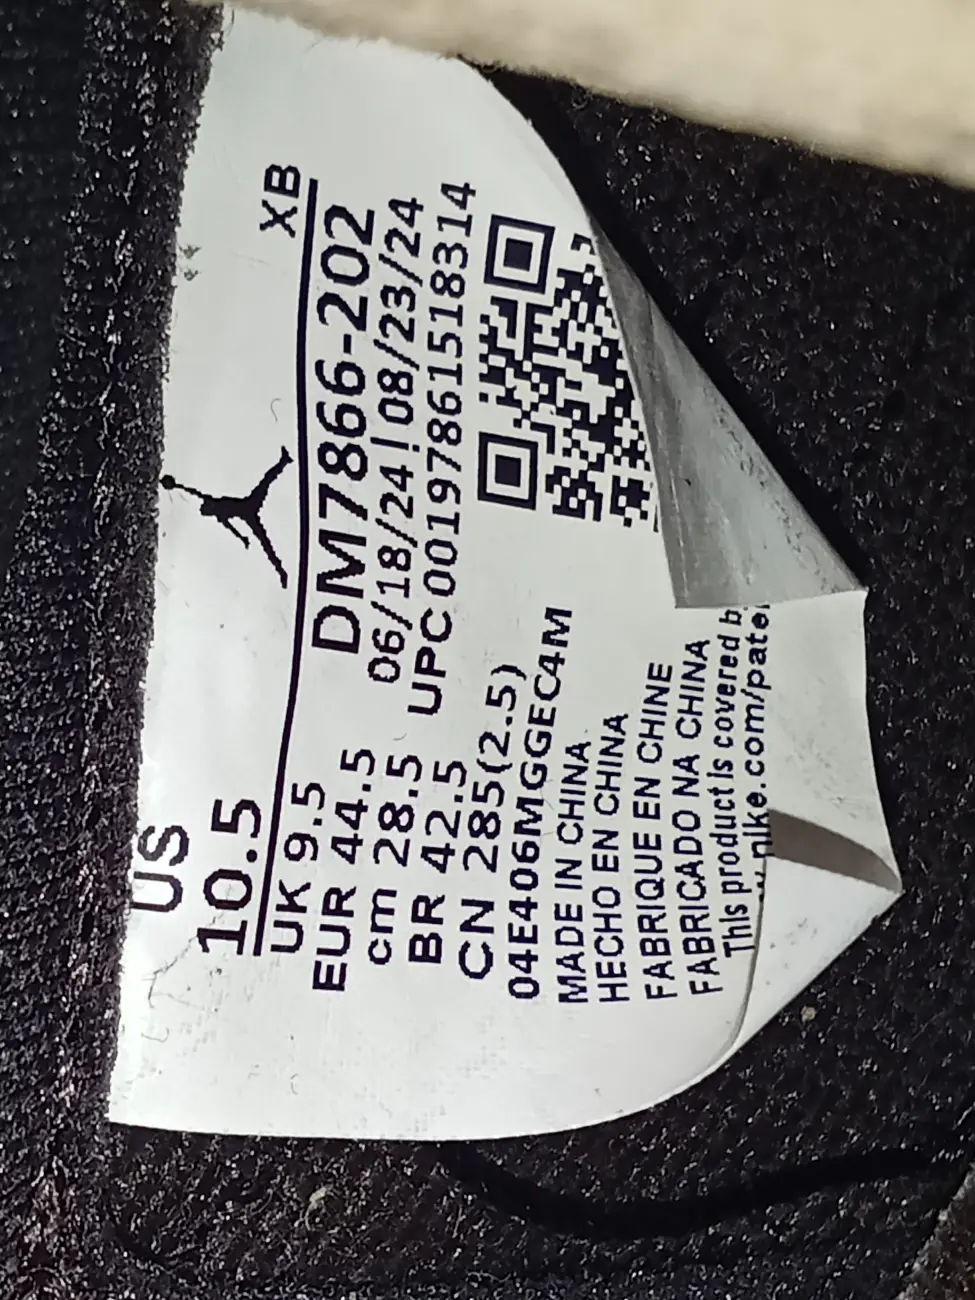 US
10.5
XB
UK 9.5
EUR 44.5
cm 28.5
BR 42.5
CN 285(2.5)
DM7866-202
06/18/24|08/23/24
UPC 00197861518314
04E406MGGEC4M
MADE IN CHINA
HECHO EN CHINA
FABRIQUE EN CHINE
FABRICADO NA CHINA
This product is covered
nike.com/pate